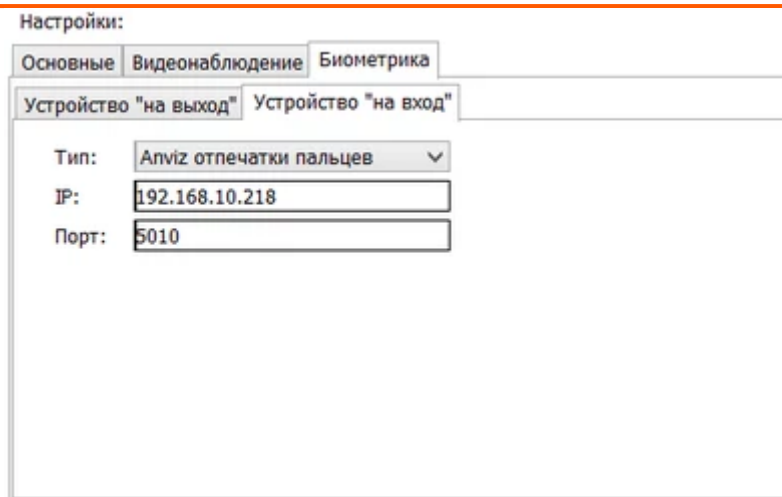 Настройки:
Основные Видеонаблюдение Биометрика
Устройство "на выход" Устройство "на вход"
Тип: Anviz отпечатки пальцев
IP: 192.168.10.218
Порт: 5010